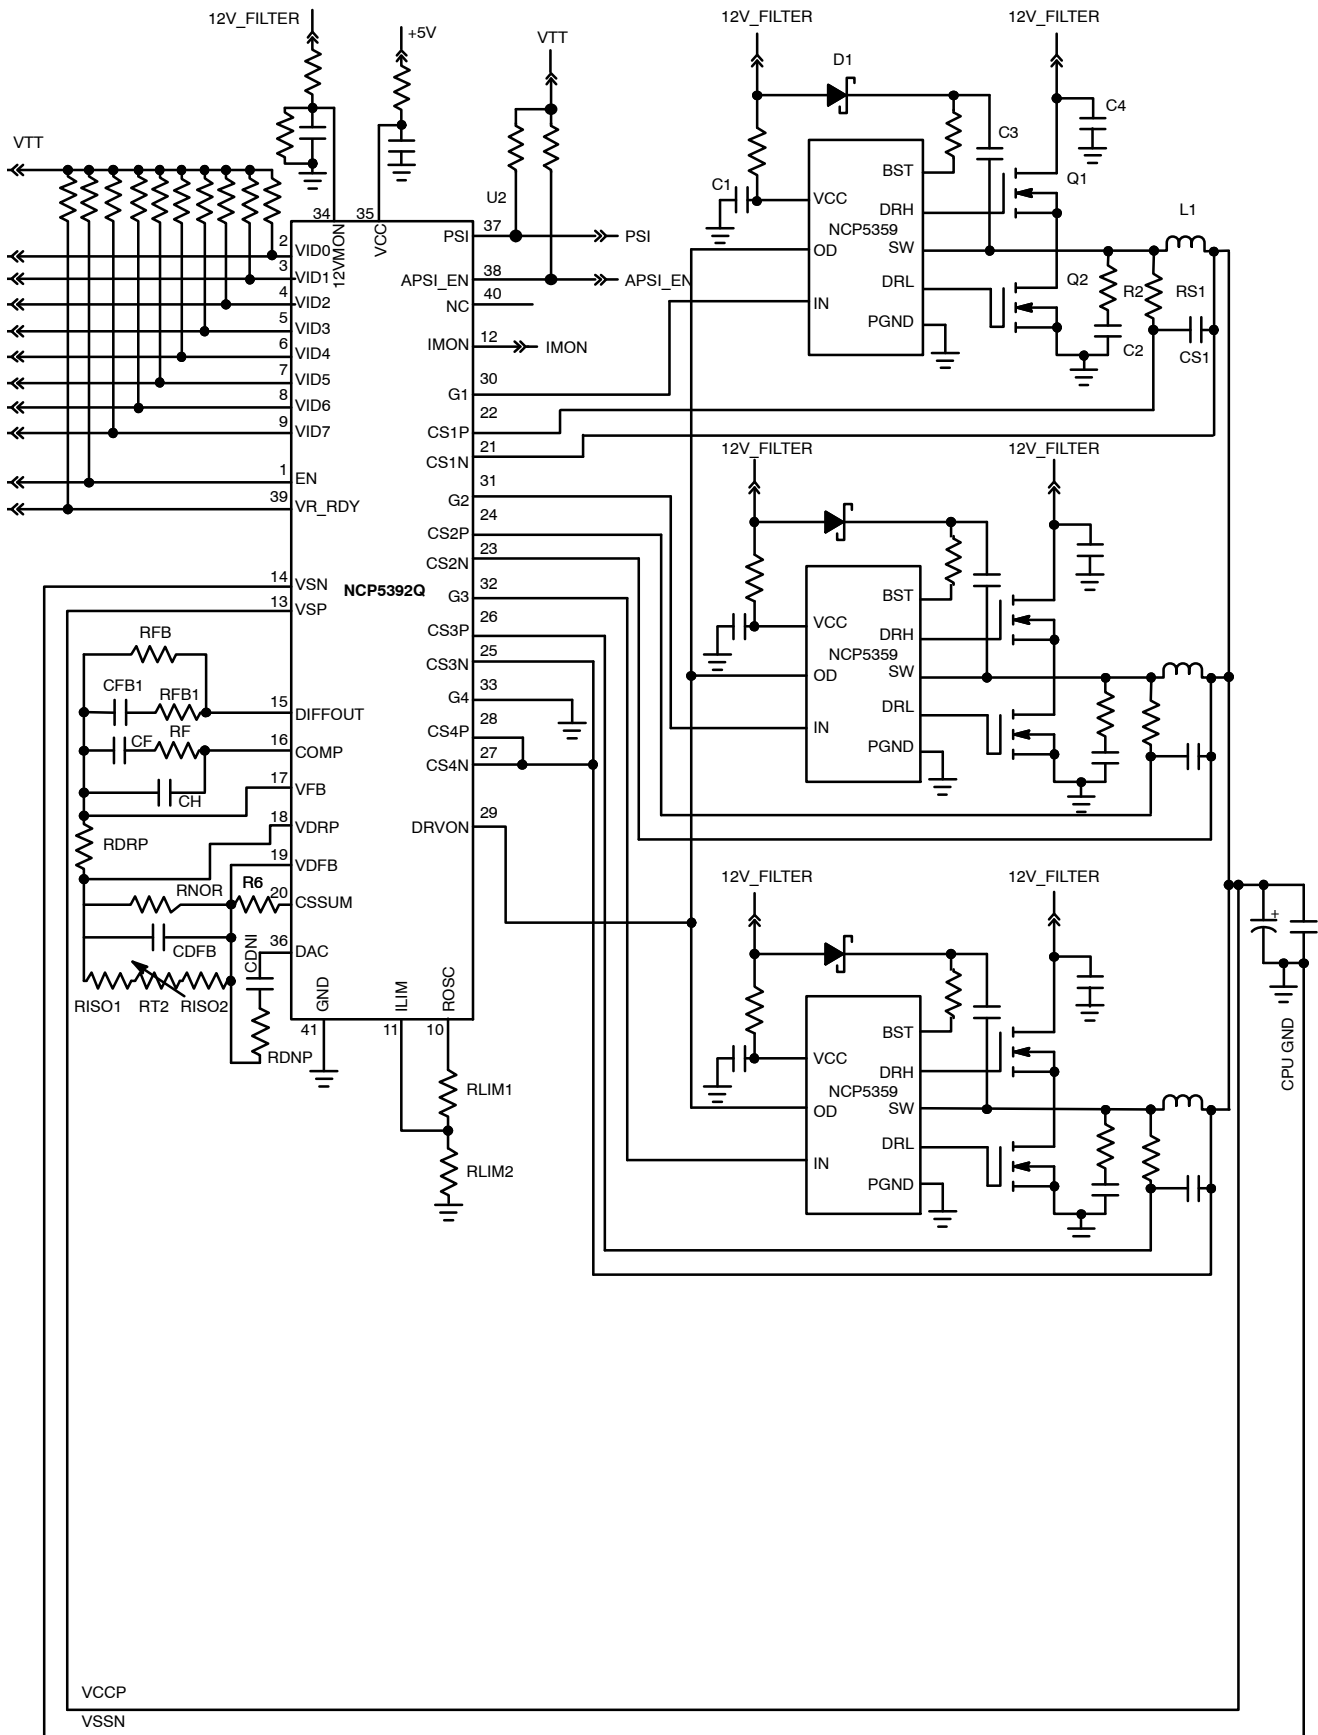 12V_FILTER
+5V
VTT
VTT
U2
34
35
12VMON
VCC
2
VID0
3
VID1
4
VID2
5
VID3
6
VID4
7
VID5
8
VID6
9
VID7
1
EN
39
VR_RDY
14
VSN
13
VSP
NCP5392Q
PSI
37
PSI
APSI_EN
38
APSI_EN
NC
40
IMON
12
IMON
G1
30
CS1P
22
CS1N
21
G2
31
CS2P
24
CS2N
23
G3
32
CS3P
26
CS3N
25
G4
33
CS4P
28
CS4N
27
DRVON
29
RFB
CFB1
RFB1
15
DIFFOUT
CF
RF
16
COMP
CH
17
VFB
RDRP
18
VDRP
19
VDFB
RNOR
R6
20
CSSUM
CDFB
CDNI
36
DAC
RISO1
RT2
RISO2
RDNP
GND
41
ILIM
11
ROSC
10
RLIM1
RLIM2
12V_FILTER
12V_FILTER
D1
C4
C3
C1
VCC
BST
DRH
NCP5359
SW
OD
DRL
IN
PGND
Q1
Q2
L1
R2
RS1
C2
CS1
12V_FILTER
12V_FILTER
VCC
BST
DRH
NCP5359
SW
OD
DRL
IN
PGND
12V_FILTER
12V_FILTER
VCC
BST
DRH
NCP5359
SW
OD
DRL
IN
PGND
+
CPU GND
VCCP
VSSN